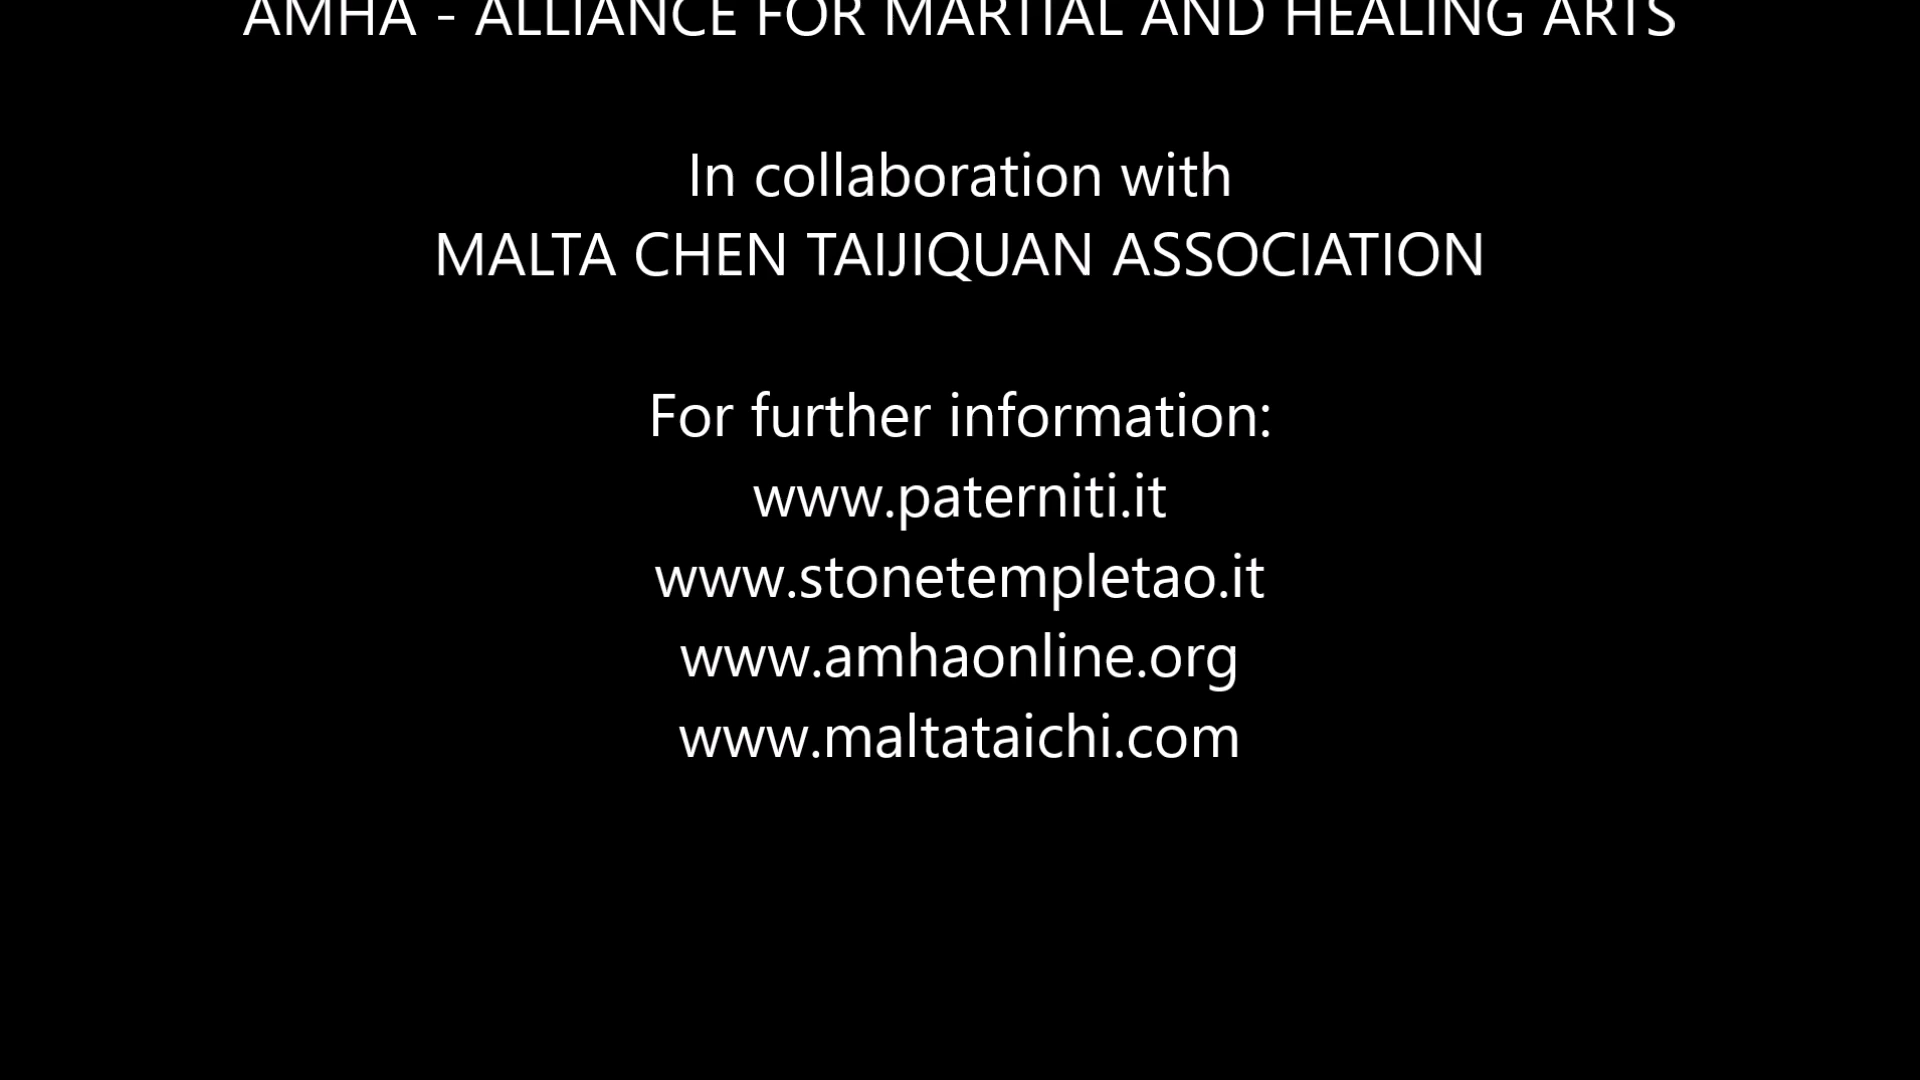 AMHA - ALLIANCE FOR MARTIAL AND HEALING ARTS
In collaboration with
MALTA CHEN TAIJIQUAN ASSOCIATION
For further information:
www.paterniti.it
www.stonetempletao.it
www.amhaonline.org
www.maltataichi.com